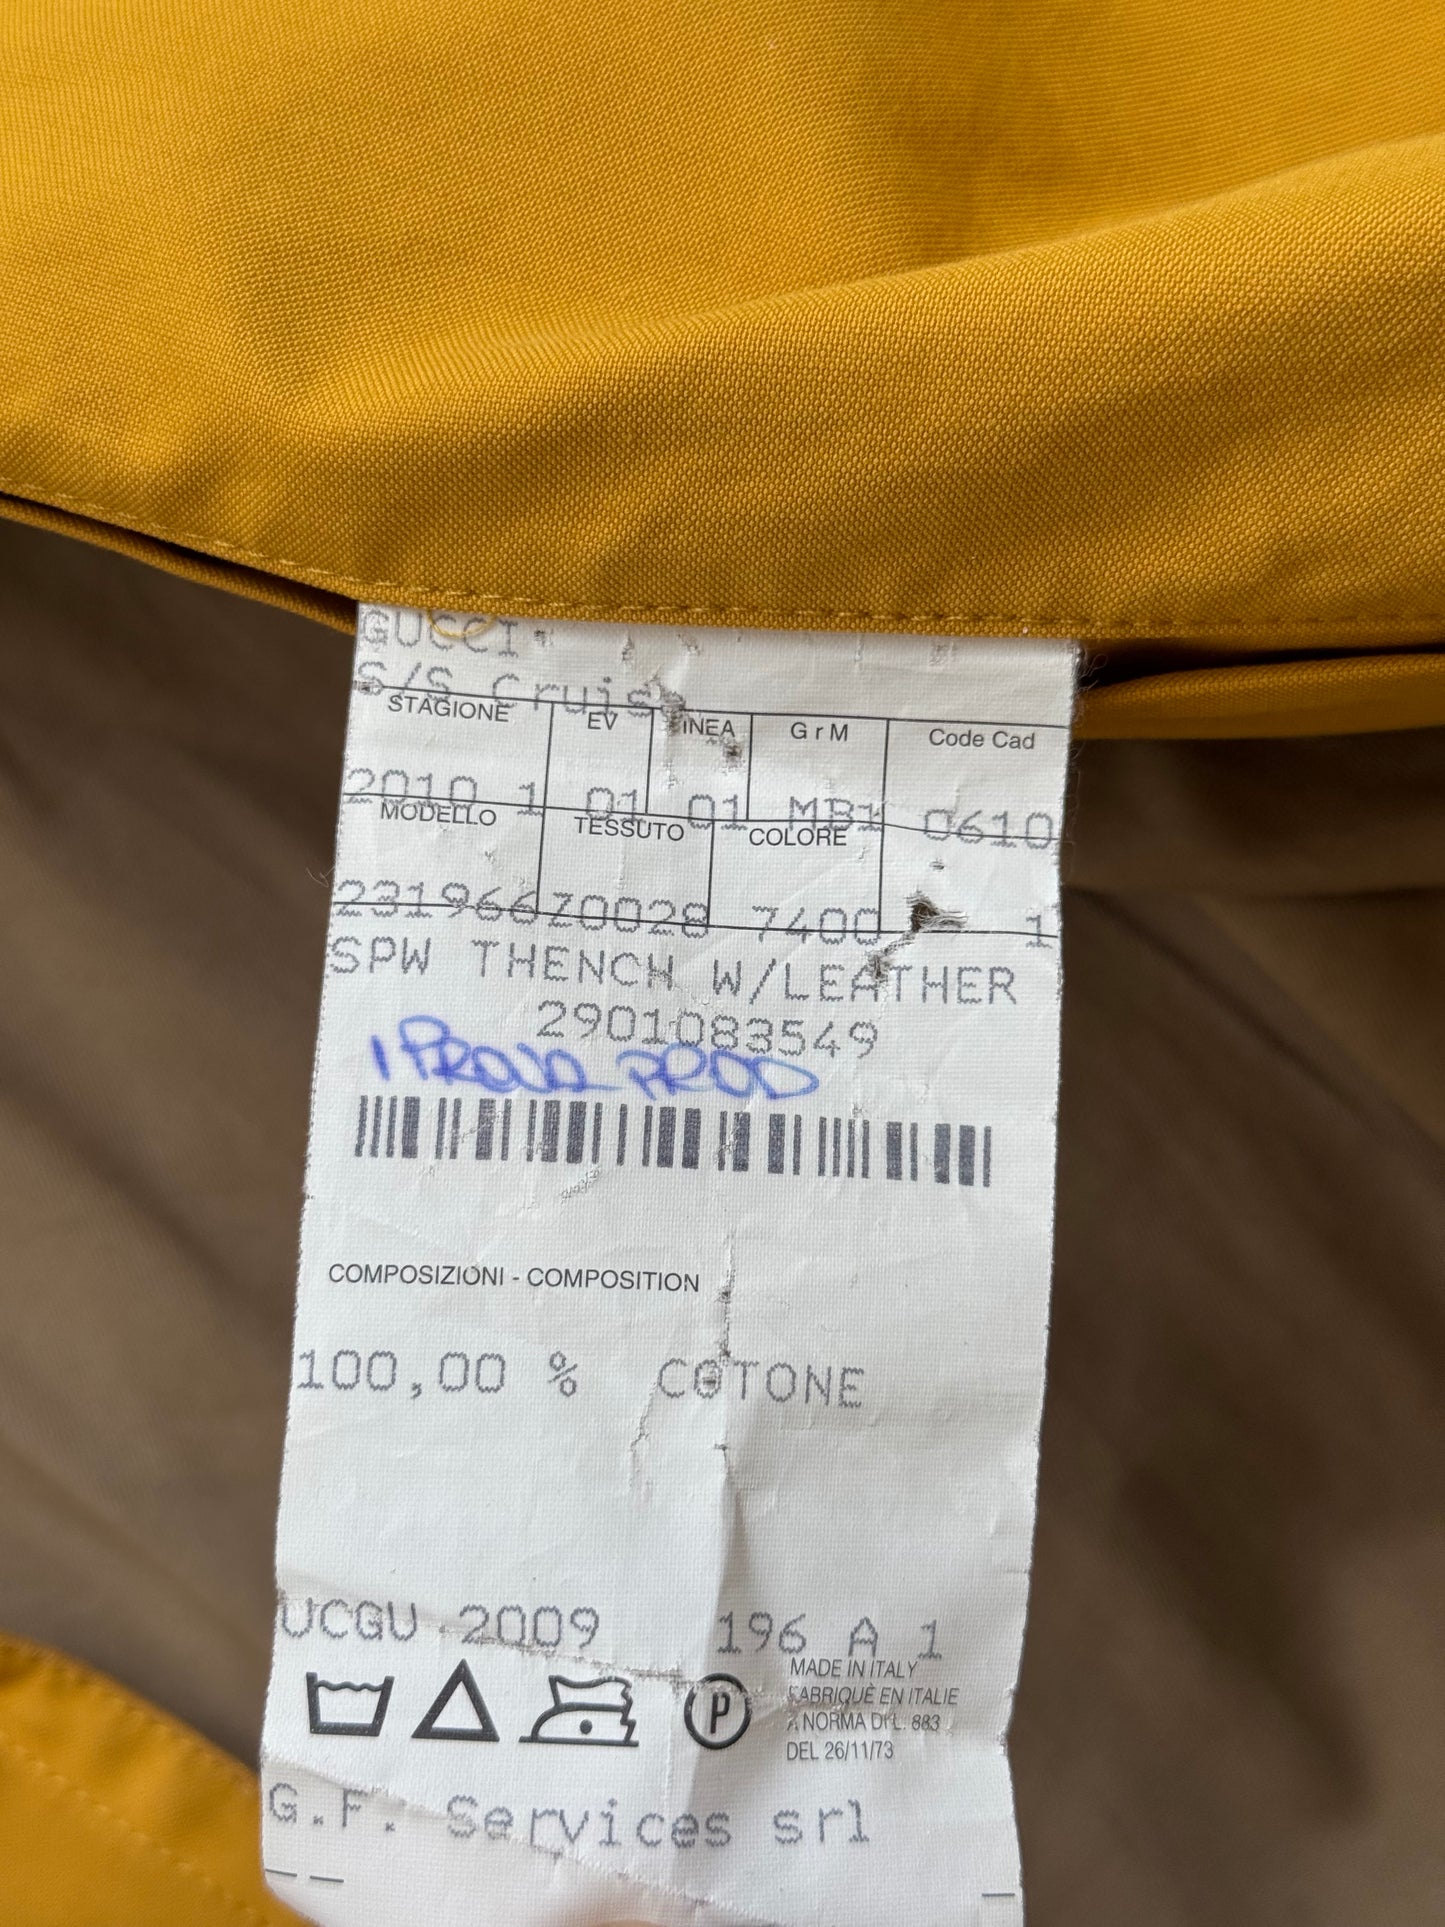 GUCCI
S/S Cruise
STAGIONE EV LINEA GrM Code Cad
2010 1 01 01 MB1 0610
MODELLO TESSUTO COLORE
231966 Z0028 7400 1
SPW THENCH W/LEATHER
2901083549
1 PROVA PROD
COMPOSIZIONI - COMPOSITION
100,00 % COTONE
UCGU 2009 196 A 1
P
MADE IN ITALY
FABRIQUÈ EN ITALIE
A NORMA DI L. 883
DEL 26/11/73
G.F. Services srl